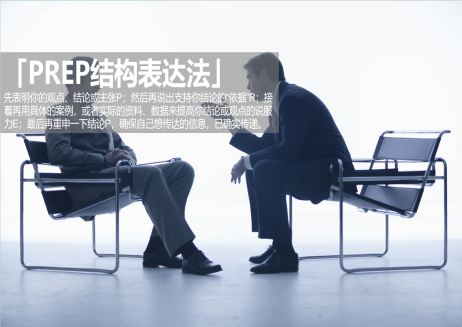 「PREP结构表达法」
先表明你的观点、结论或主张P；然后再说出支持你结论的“依据”R；接
着再用具体的案例，或者实际的资料、数据来提高你结论或观点的说服
力E；最后再重申一下结论P，确保自己想传达的信息，已确实传递。